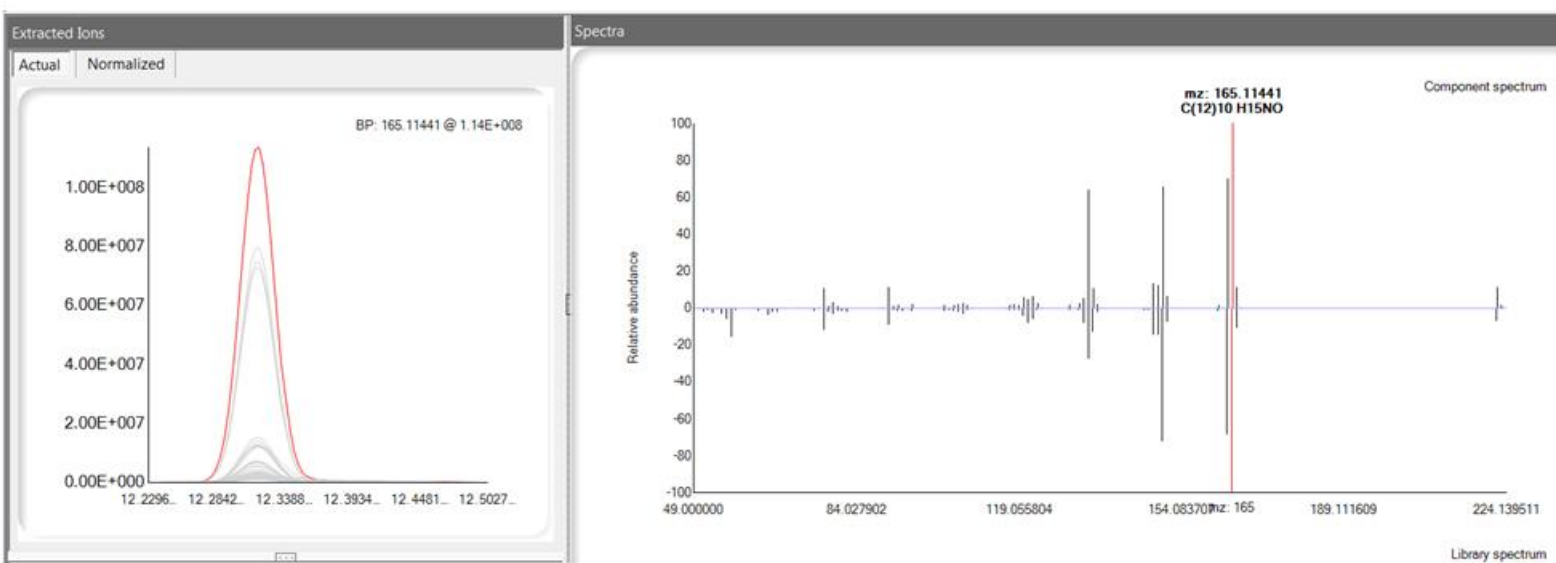 Extracted Ions
Actual Normalized
BP: 165.11441 @ 1.14E+008
1.00E+008
8.00E+007
6.00E+007
4.00E+007
2.00E+007
0.00E+000
12.2296... 12.2842... 12.3388... 12.3934... 12.4481... 12.5027...
Spectra
Component spectrum
mz: 165.11441
C(12)10 H15NO
Relative abundance
100
80
60
40
20
0
-20
-40
-60
-80
-100
49.000000 84.027902 119.055804 154.083707 mz: 165 189.111609 224.139511
Library spectrum